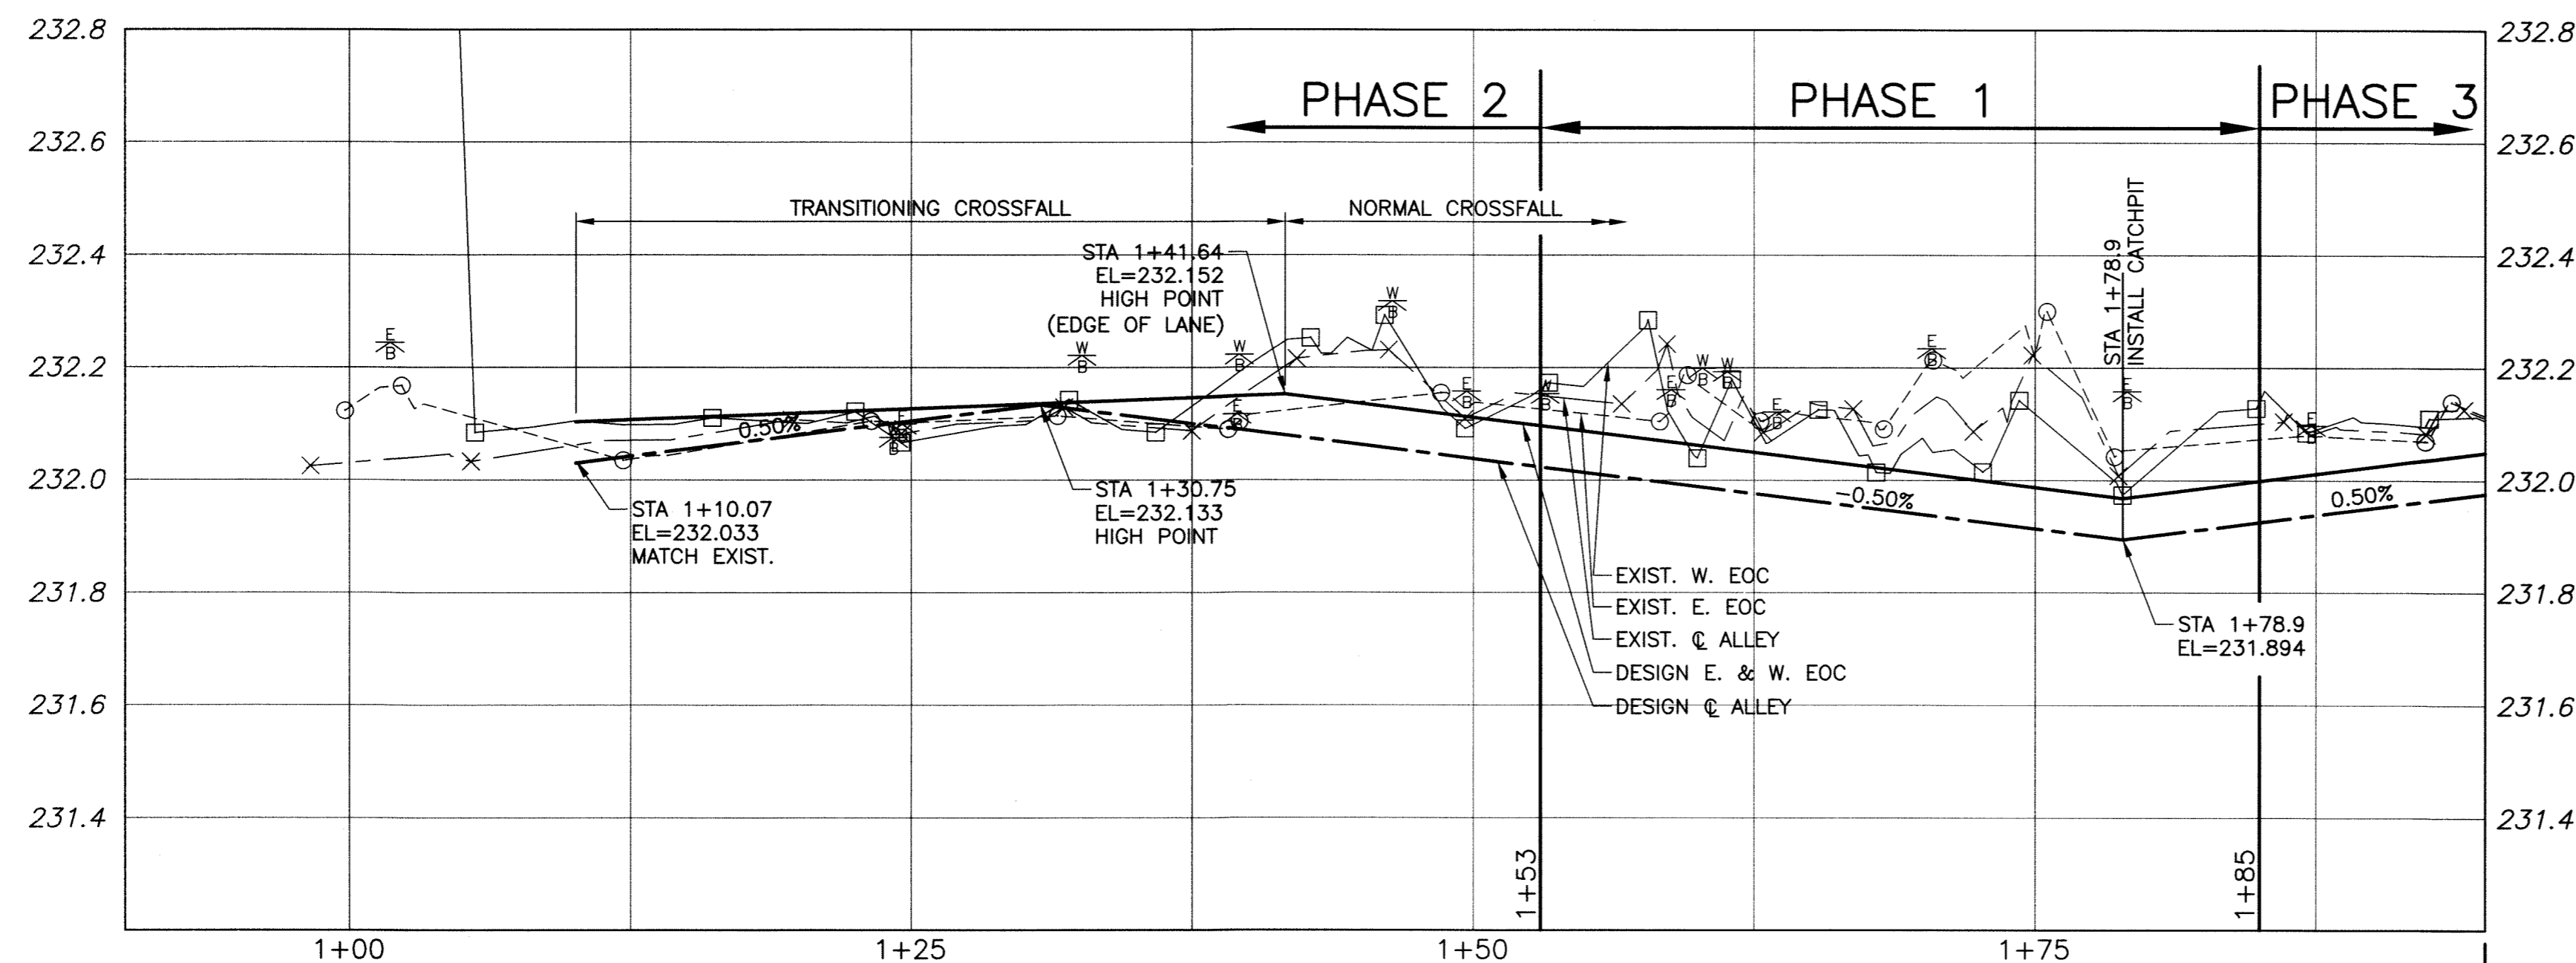 232.8
232.8
PHASE 2
PHASE 1
PHASE 3
232.6
232.6
TRANSITIONING CROSSFALL
NORMAL CROSSFALL
STA 1+78.9
INSTALL CATCHPIT
232.4
232.4
STA 1+41.64
EL=232.152
HIGH POINT
(EDGE OF LANE)
E
B
W
B
W
B
W
B
E
B
232.2
232.2
E
B
W
B
E
B
W
B
W
B
E
B
E
B
E
B
E
B
E
B
0.50%
232.0
232.0
STA 1+10.07
EL=232.033
MATCH EXIST.
STA 1+30.75
EL=232.133
HIGH POINT
-0.50%
0.50%
EXIST. W. EOC
EXIST. E. EOC
EXIST. ℄ ALLEY
DESIGN E. & W. EOC
DESIGN ℄ ALLEY
231.8
231.8
STA 1+78.9
EL=231.894
231.6
231.6
231.4
231.4
1+53
1+85
1+00
1+25
1+50
1+75